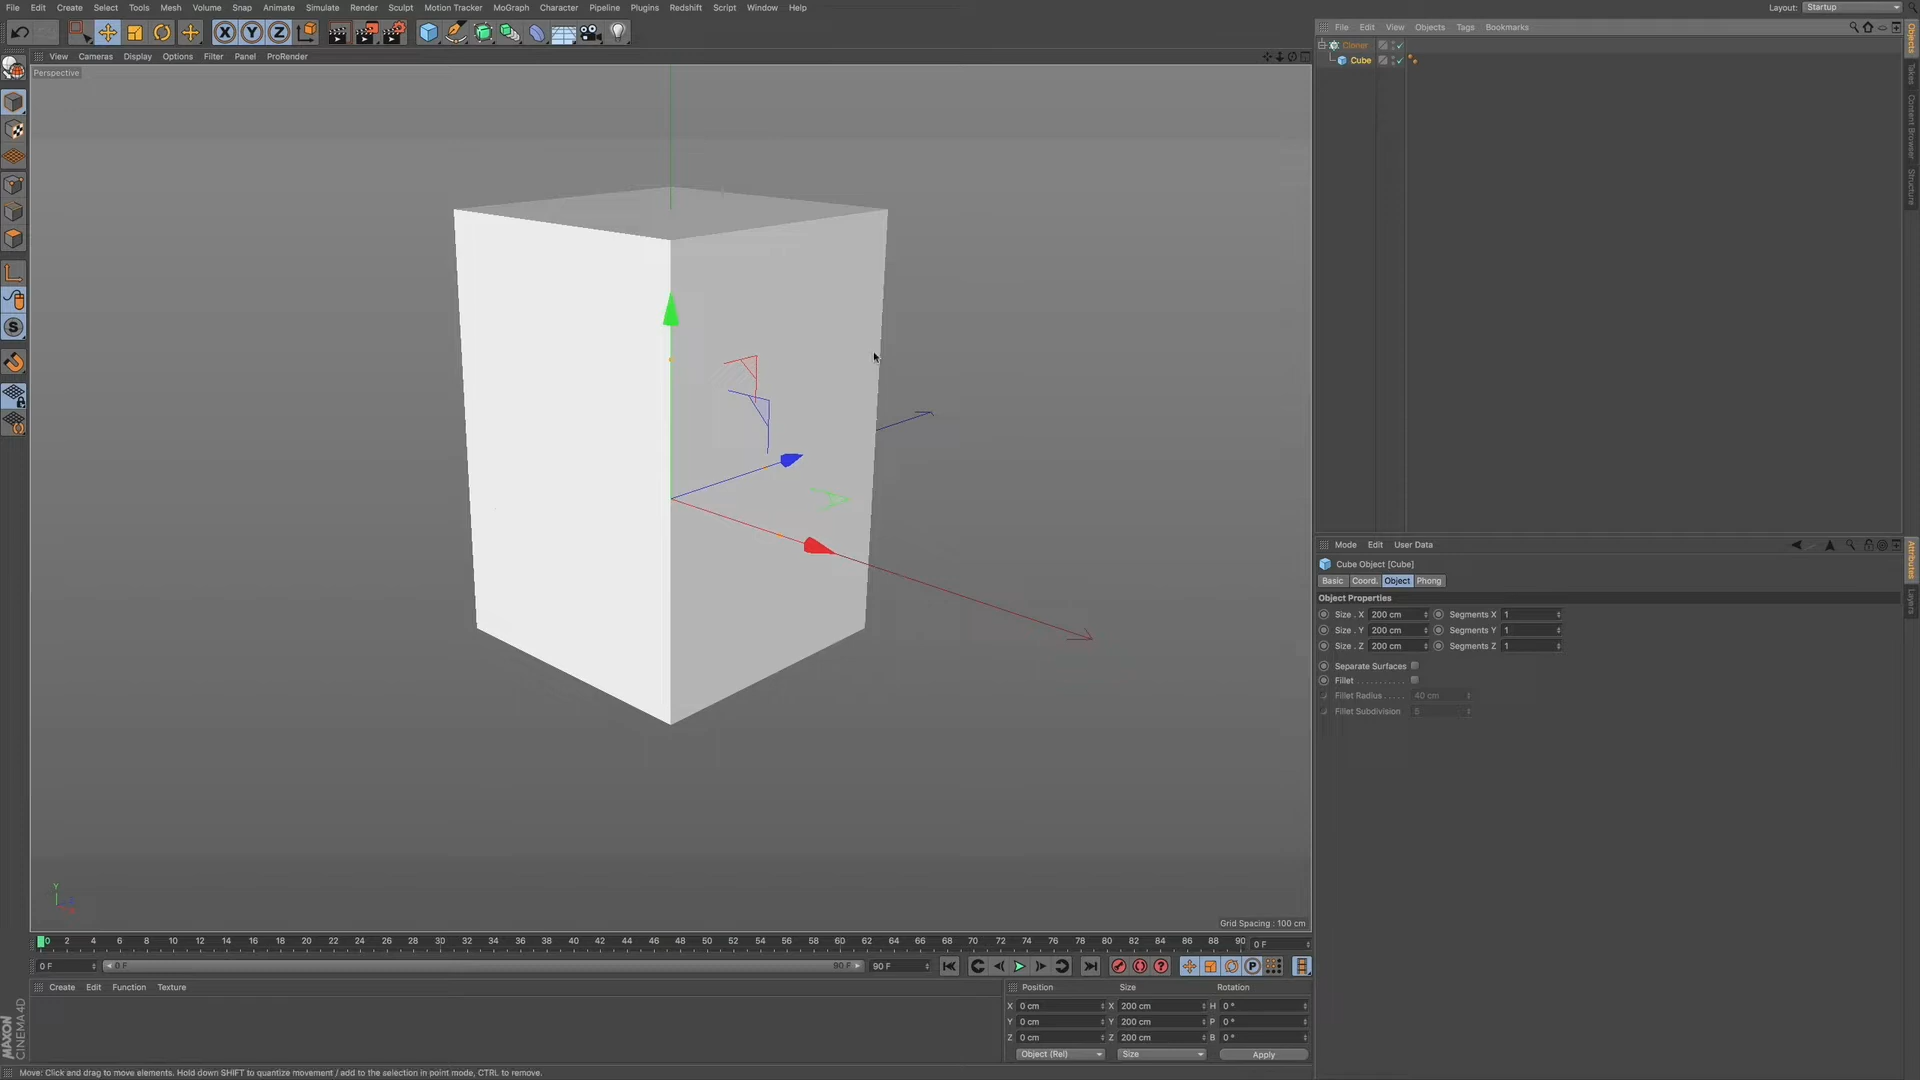 File Edit Create Select Tools Mesh Volume Snap Animate Simulate Render Sculpt Motion Tracker MoGraph Character Pipeline Plugins Redshift Script Window Help
Layout: Startup
File Edit View Objects Tags Bookmarks
Objects
Takes
Content Browser
Structure
Cloner
Cube
View Cameras Display Options Filter Panel ProRender
Perspective
Grid Spacing : 100 cm
Y
Mode Edit User Data
Attributes
Layers
Cube Object [Cube]
Basic Coord. Object Phong
Object Properties
Size . X 200 cm Segments X 1
Size . Y 200 cm Segments Y 1
Size . Z 200 cm Segments Z 1
Separate Surfaces
Fillet . . . . . . . . . . .
Fillet Radius . . . . . 40 cm
Fillet Subdivision
0 2 4 6 8 10 12 14 16 18 20 22 24 26 28 30 32 34 36 38 40 42 44 46 48 50 52 54 56 58 60 62 64 66 68 70 72 74 76 78 80 82 84 86 88 90 0 F
0 F 0 F 90 F 90 F
Create Edit Function Texture
Position Size Rotation
X 0 cm X 200 cm H 0 °
Y 0 cm Y 200 cm P 0 °
Z 0 cm Z 200 cm B 0 °
Object (Rel) Size Apply
MAXON
CINEMA 4D
Move: Click and drag to move elements. Hold down SHIFT to quantize movement / add to the selection in point mode, CTRL to remove.